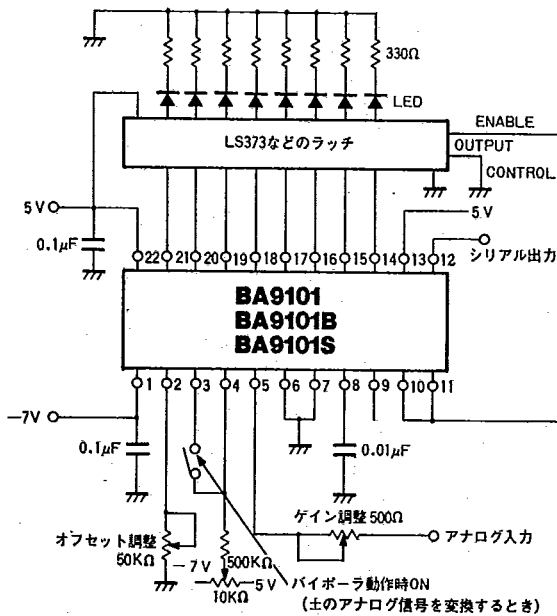 330Ω
LED
ENABLE
LS373などのラッチ
OUTPUT
CONTROL
5V
5V
0.1μF
シリアル出力
22 21 20 19 18 17 16 15 14 13 12
BA9101
BA9101B
BA9101S
1 2 3 4 5 6 7 8 9 10 11
−7V
0.1μF
0.01μF
ゲイン調整500Ω
オフセット調整
50KΩ
アナログ入力
−7V
500KΩ
5V
10KΩ
バイポーラ動作時ON
(±のアナログ信号を変換するとき)